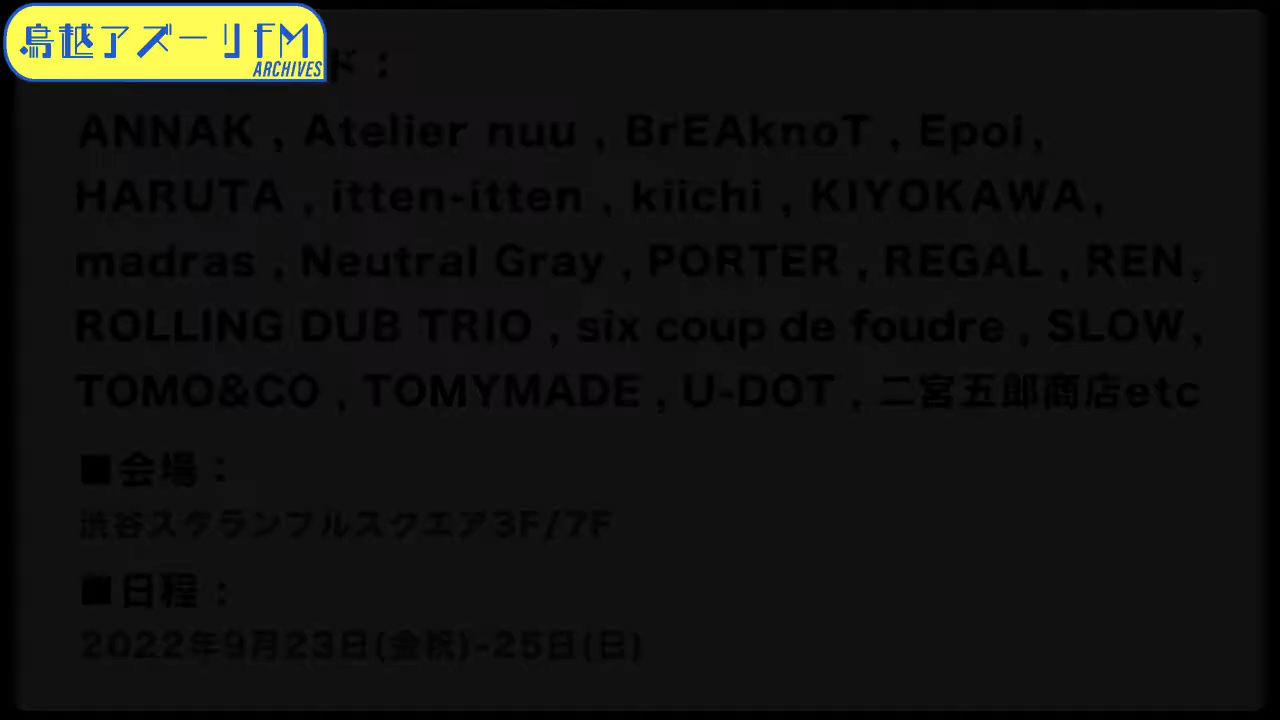 鳥越アズーリFM
ARCHIVES
ド：
ANNAK , Atelier nuu , BrEAknoT , Epoi,
HARUTA , itten-itten , kiichi , KIYOKAWA,
madras , Neutral Gray , PORTER , REGAL , REN,
ROLLING DUB TRIO , six coup de foudre , SLOW,
TOMO&CO , TOMYMADE , U-DOT , 二宮五郎商店etc
■会場：
渋谷スクランブルスクエア3F/7F
■日程：
2022年9月23日(金祝)-25日(日)